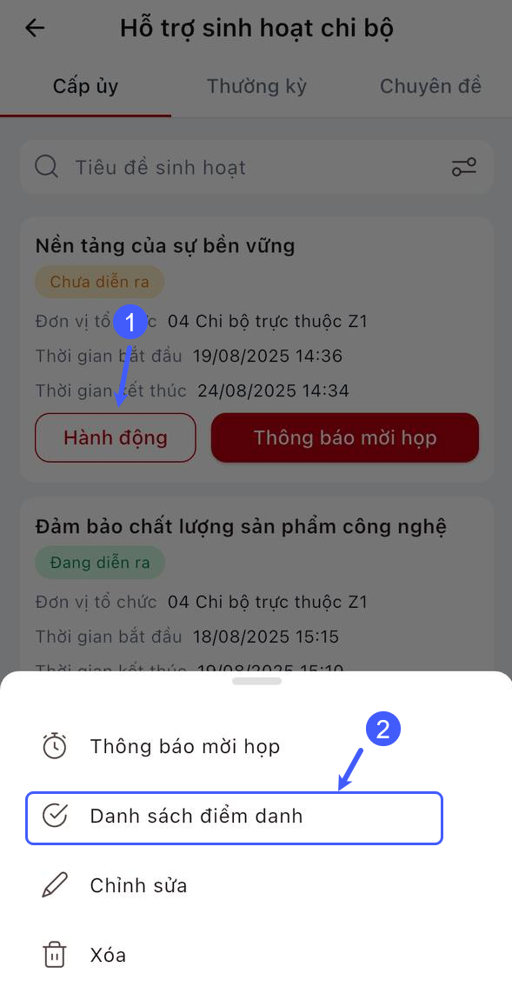 Hỗ trợ sinh hoạt chi bộ
Cấp ủy Thường kỳ Chuyên đề
Tiêu đề sinh hoạt
Nền tảng của sự bền vững
Chưa diễn ra
Đơn vị tổ chức 04 Chi bộ trực thuộc Z1
1
Thời gian bắt đầu 19/08/2025 14:36
Thời gian kết thúc 24/08/2025 14:34
Hành động Thông báo mời họp
Đảm bảo chất lượng sản phẩm công nghệ
Đang diễn ra
Đơn vị tổ chức 04 Chi bộ trực thuộc Z1
Thời gian bắt đầu 18/08/2025 15:15
Thời gian kết thúc 19/08/2025 15:10
2
Thông báo mời họp
Danh sách điểm danh
Chỉnh sửa
Xóa